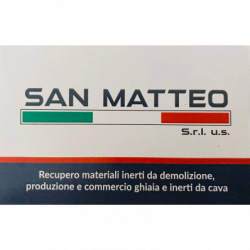 SAN MATTEO
S.r.l. u.s.
Recupero materiali inerti da demolizione,
produzione e commercio ghiaia e inerti da cava